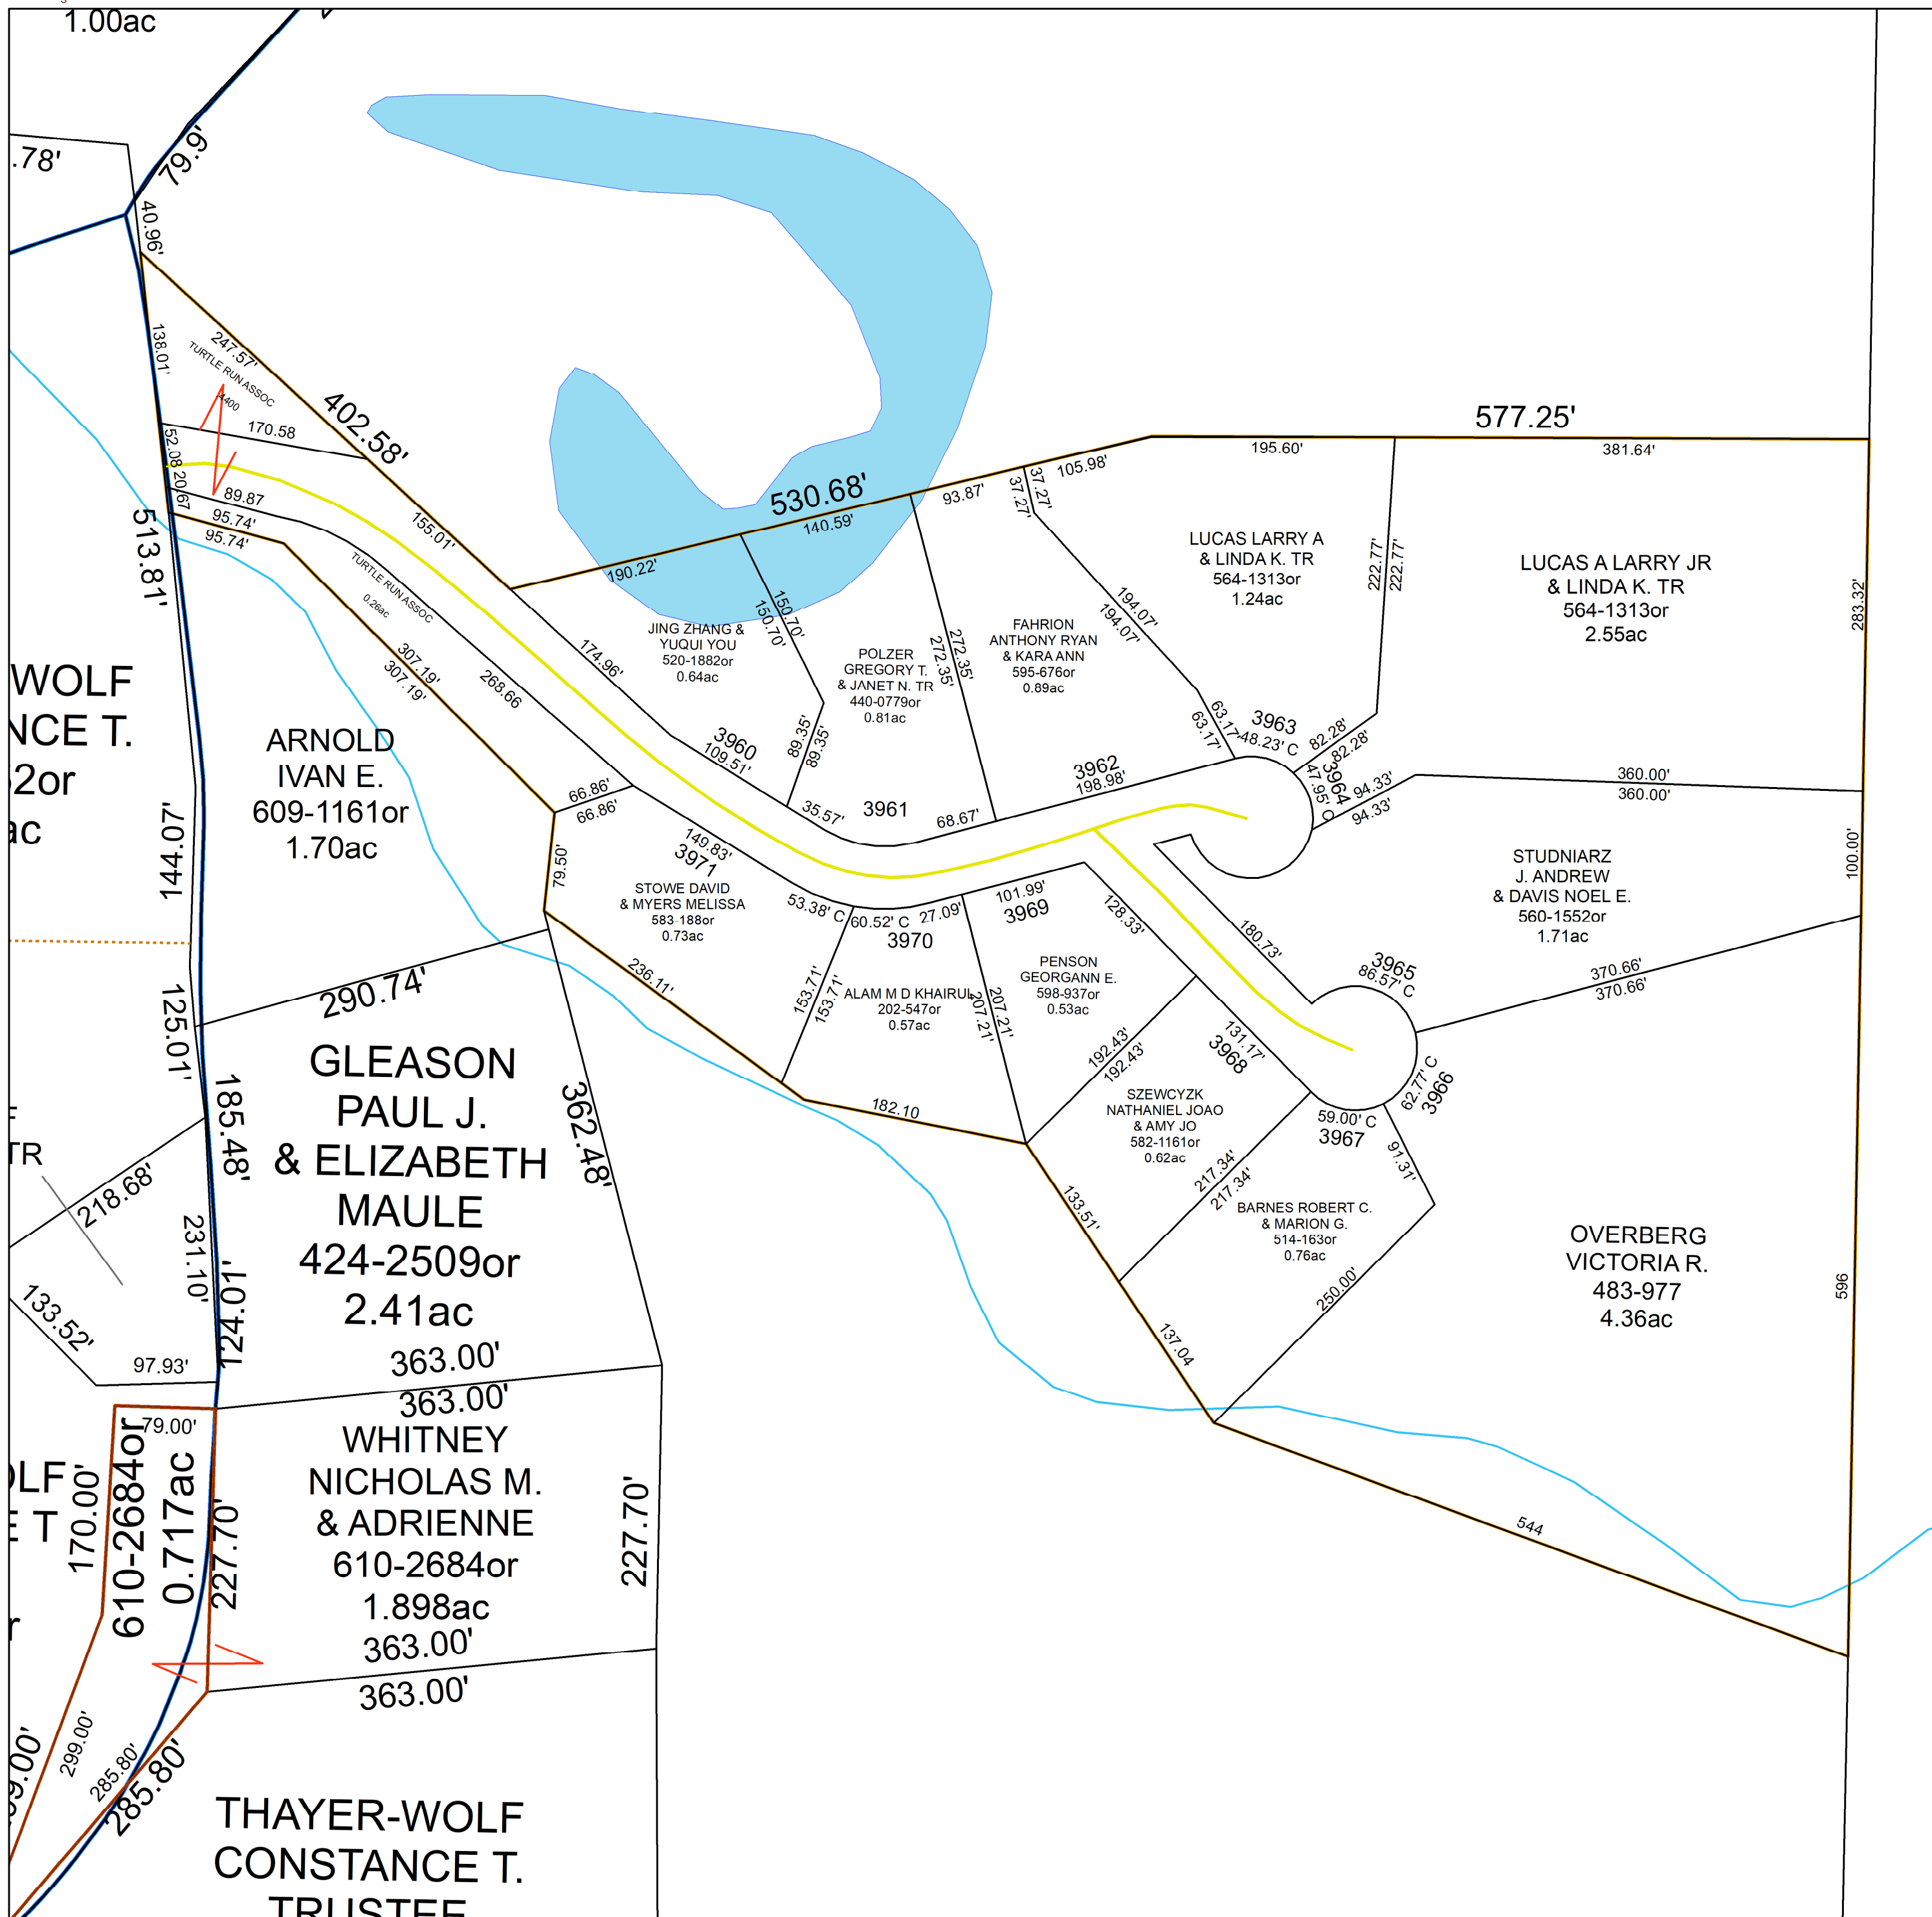 1.00ac
.78'
79.9'
40.96'
138.01'
247.57'
TURTLE RUN ASSOC
.4400
170.58
402.58'
52.08
20.67
89.87
95.74'
95.74'
513.81'
155.01'
TURTLE RUN ASSOC
0.26ac
307.19'
307.19'
268.66
174.96'
530.68'
140.59'
190.22'
93.87'
37.27'
37.27'
105.98'
577.25'
195.60'
381.64'
JING ZHANG &
YUQUI YOU
520-1882or
0.64ac
150.70'
150.70'
89.35'
89.35'
3960
109.51'
POLZER
GREGORY T.
& JANET N. TR
440-0779or
0.81ac
35.57'
3961
68.67'
272.35'
272.35'
FAHRION
ANTHONY RYAN
& KARA ANN
595-676or
0.89ac
3962
198.98'
194.07'
194.07'
63.17'
63.17'
LUCAS LARRY A
& LINDA K. TR
564-1313or
1.24ac
3963
48.23' C
82.28'
82.28'
222.77'
222.77'
LUCAS A LARRY JR
& LINDA K. TR
564-1313or
2.55ac
283.32'
3964
47.95' C
94.33'
94.33'
360.00'
360.00'
STUDNIARZ
J. ANDREW
& DAVIS NOEL E.
560-1552or
1.71ac
100.00'
3965
86.57' C
370.66'
370.66'
180.73'
WOLF
NCE T.
2or
ac
ARNOLD
IVAN E.
609-1161or
1.70ac
144.07'
66.86'
66.86'
79.50'
149.83'
3971
STOWE DAVID
& MYERS MELISSA
583-188or
0.73ac
53.38' C
236.11'
153.71'
153.71'
60.52' C
27.09'
3970
ALAM M D KHAIRUL
202-547or
0.57ac
182.10
207.21'
207.21'
101.99'
3969
PENSON
GEORGANN E.
598-937or
0.53ac
128.33'
192.43'
192.43'
131.17'
3968
SZEWCYZK
NATHANIEL JOAO
& AMY JO
582-1161or
0.62ac
133.51'
217.34'
217.34'
59.00' C
3967
BARNES ROBERT C.
& MARION G.
514-163or
0.76ac
62.77' C
3966
91.31'
250.00'
137.04
OVERBERG
VICTORIA R.
483-977
4.36ac
596
544
125.01'
290.74'
185.48'
GLEASON
PAUL J.
& ELIZABETH
MAULE
424-2509or
2.41ac
362.48'
TR
218.68'
231.10'
124.01'
133.52'
97.93'
363.00'
363.00'
79.00'
170.00'
610-2684or
0.717ac
227.70'
WHITNEY
NICHOLAS M.
& ADRIENNE
610-2684or
1.898ac
227.70'
363.00'
363.00'
OLF
E T
299.00'
285.80'
285.80'
THAYER-WOLF
CONSTANCE T.
TRUSTEE